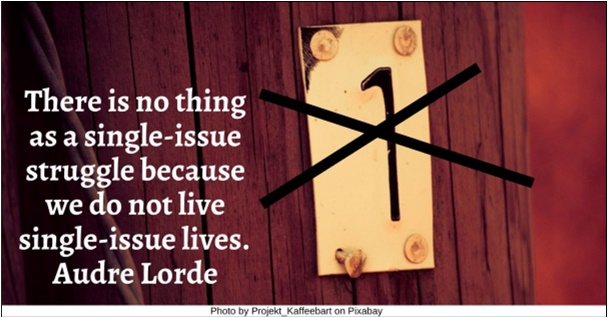 There is no thing
as a single-issue
struggle because
we do not live
single-issue lives.
Audre Lorde
1
Photo by Projekt_Kaffeebart on Pixabay